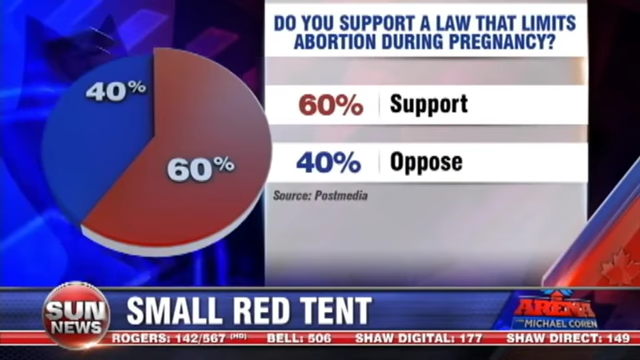 DO YOU SUPPORT A LAW THAT LIMITS
ABORTION DURING PREGNANCY?
40%
60%
60% Support
40% Oppose
Source: Postmedia
SUN
NEWS
SMALL RED TENT
ARENA
WITH MICHAEL COREN
ROGERS: 142/567 (HD) BELL: 506 SHAW DIGITAL: 177 SHAW DIRECT: 149